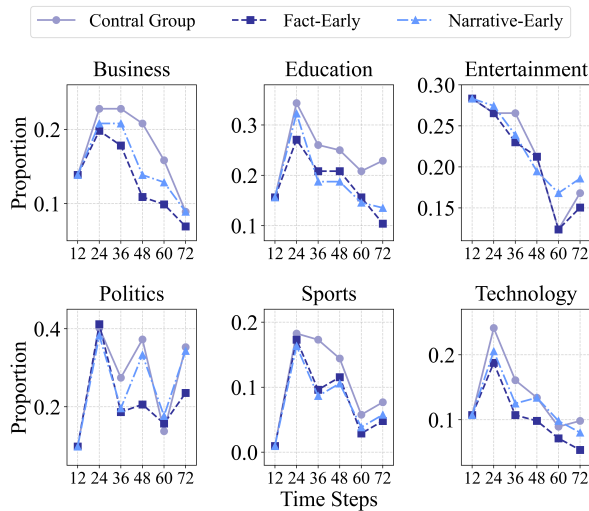 Contral Group Fact-Early Narrative-Early
Business Education Entertainment
Proportion
0.2
0.1
12 24 36 48 60 72
0.3
0.2
0.1
12 24 36 48 60 72
0.30
0.25
0.20
0.15
12 24 36 48 60 72
Politics Sports Technology
Proportion
0.4
0.2
12 24 36 48 60 72
0.2
0.1
0.0
12 24 36 48 60 72
0.2
0.1
12 24 36 48 60 72
Time Steps